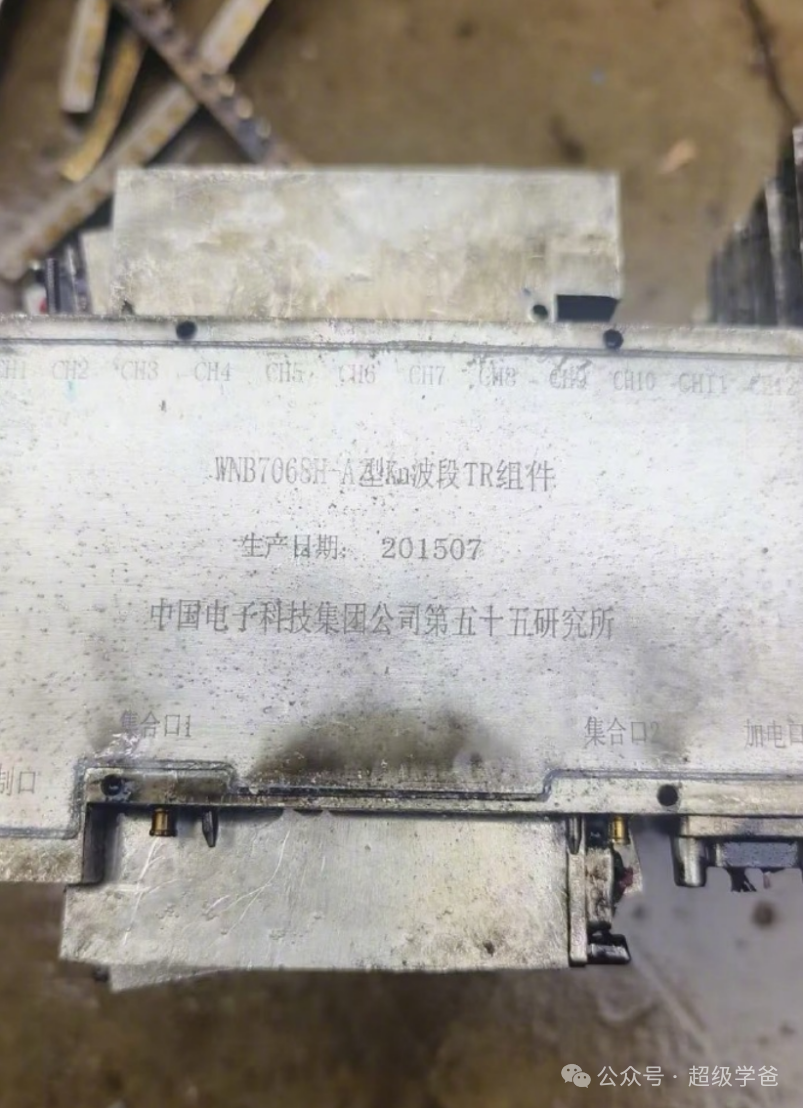 CH1 CH2 CH3 CH4 CH5 CH6 CH7 CH8 CH9 CH10 CH11 CH12
WNB7068H-A型Ku波段TR组件
生产日期: 201507
中国电子科技集团公司第五十五研究所
集合口1 集合口2 加电口
制口
公众号·超级学爸